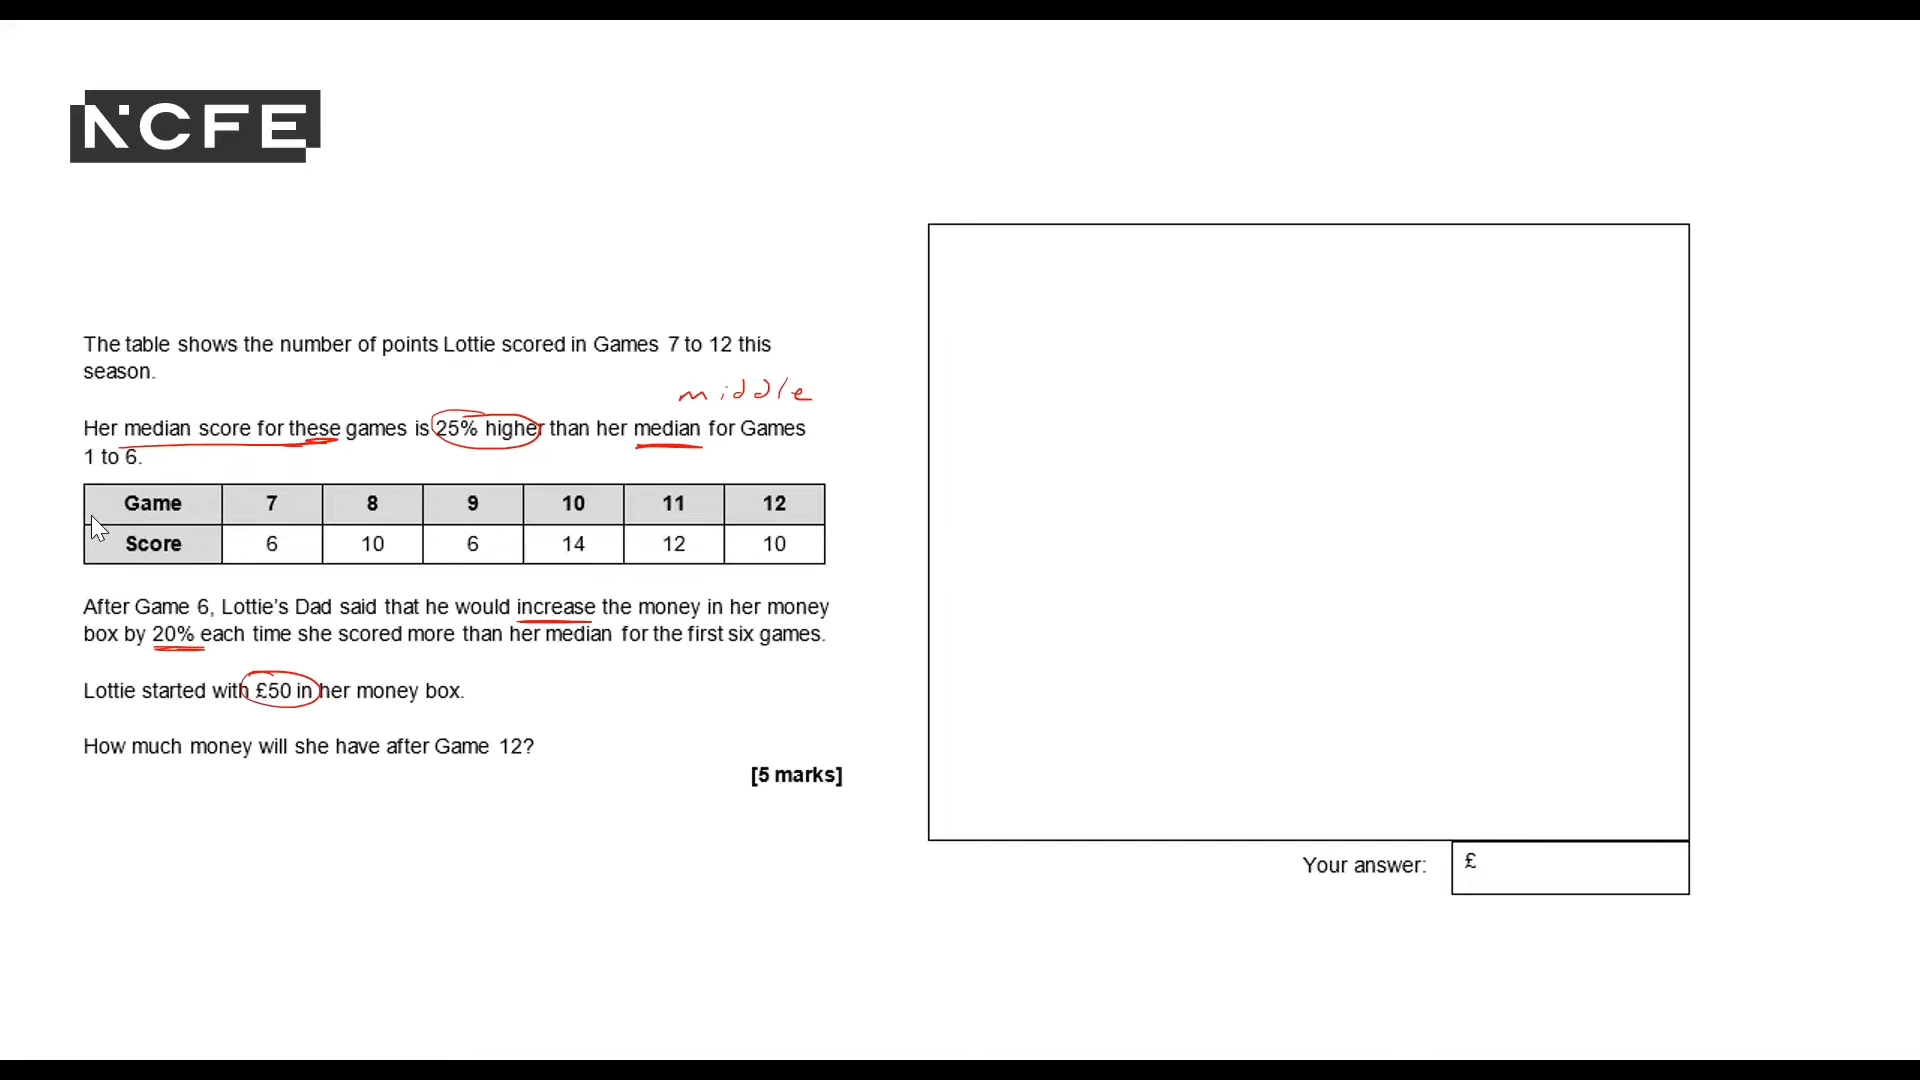 NCFE
The table shows the number of points Lottie scored in Games 7 to 12 this
season.
middle
Her median score for these games is 25% higher than her median for Games
1 to 6.
Game 7 8 9 10 11 12
Score 6 10 6 14 12 10
After Game 6, Lottie's Dad said that he would increase the money in her money
box by 20% each time she scored more than her median for the first six games.
Lottie started with £50 in her money box.
How much money will she have after Game 12?
[5 marks]
Your answer: £